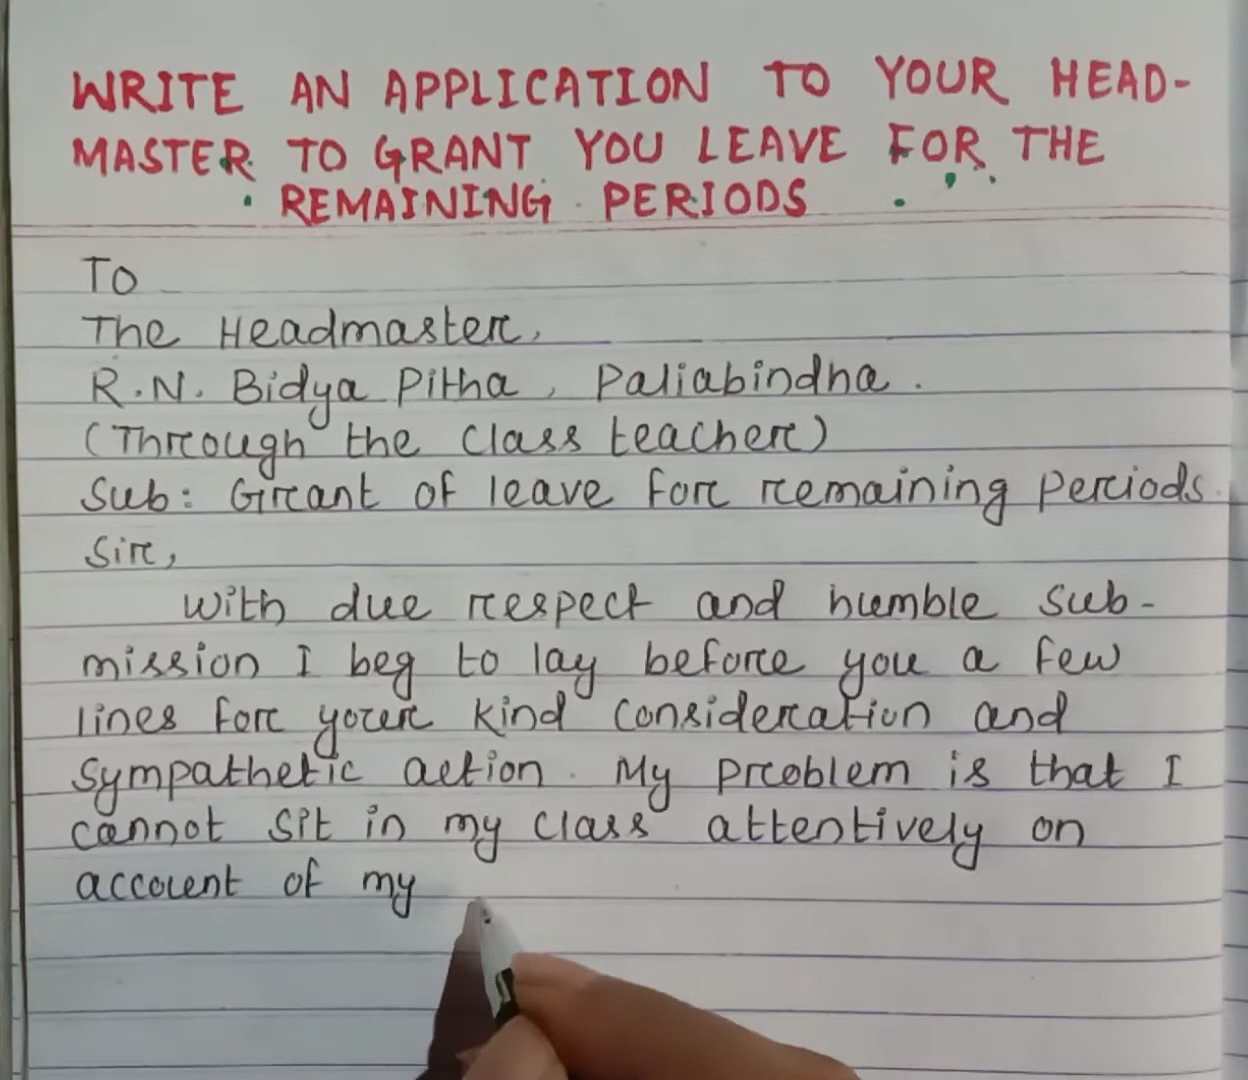 WRITE AN APPLICATION TO YOUR HEAD-
MASTER TO GRANT YOU LEAVE FOR THE
REMAINING PERIODS
To
The Headmaster,
R.N. Bidya Pitha, Paliabindha.
(Through the class teacher)
Sub: Grant of leave for remaining periods.
Sir,
With due respect and humble sub-
mission I beg to lay before you a few
lines for your kind consideration and
sympathetic action. My problem is that I
cannot sit in my class attentively on
account of my